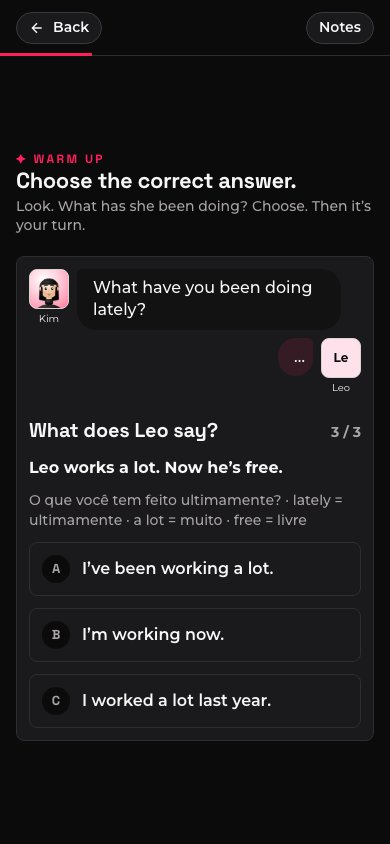 ← Back
Notes
✦ WARM UP
Choose the correct answer.
Look. What has she been doing? Choose. Then it’s
your turn.
What have you been doing
lately?
Kim
...
Le
Leo
What does Leo say?
3 / 3
Leo works a lot. Now he’s free.
O que você tem feito ultimamente? · lately =
ultimamente · a lot = muito · free = livre
A I’ve been working a lot.
B I’m working now.
C I worked a lot last year.